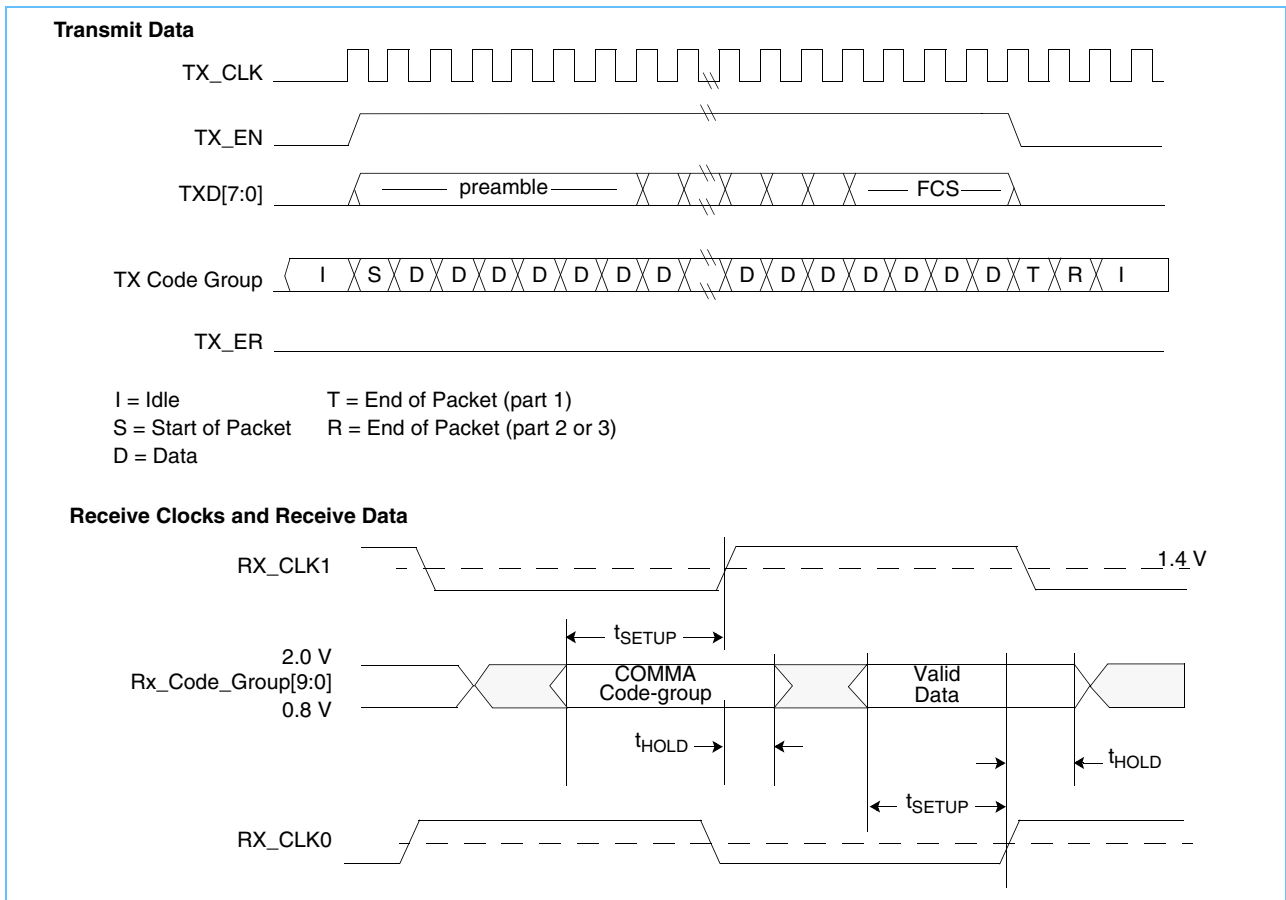 Transmit Data
TX_CLK
TX_EN
TXD[7:0] preamble FCS
TX Code Group I S D D D D D D D D D D D D D D T R I
TX_ER
I = Idle T = End of Packet (part 1)
S = Start of Packet R = End of Packet (part 2 or 3)
D = Data
Receive Clocks and Receive Data
RX_CLK1 1.4 V
tSETUP
2.0 V
Rx_Code_Group[9:0]
0.8 V
COMMA
Code-group
Valid
Data
tHOLD tHOLD
tSETUP
RX_CLK0